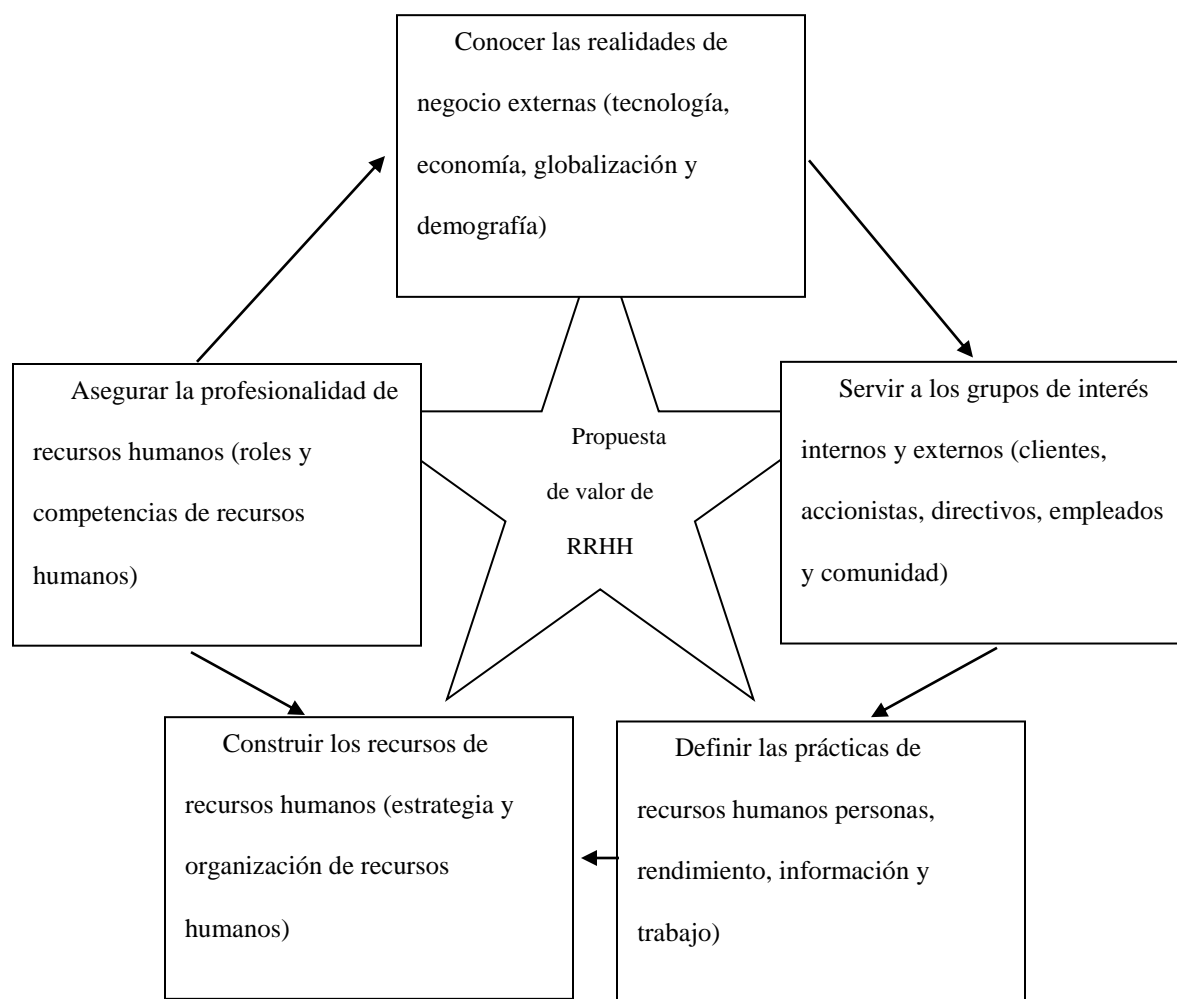 Conocer las realidades de
negocio externas (tecnología,
economía, globalización y
demografía)
Asegurar la profesionalidad de
recursos humanos (roles y
competencias de recursos
humanos)
Propuesta
de valor de
RRHH
Servir a los grupos de interés
internos y externos (clientes,
accionistas, directivos, empleados
y comunidad)
Construir los recursos de
recursos humanos (estrategia y
organización de recursos
humanos)
Definir las prácticas de
recursos humanos personas,
rendimiento, información y
trabajo)